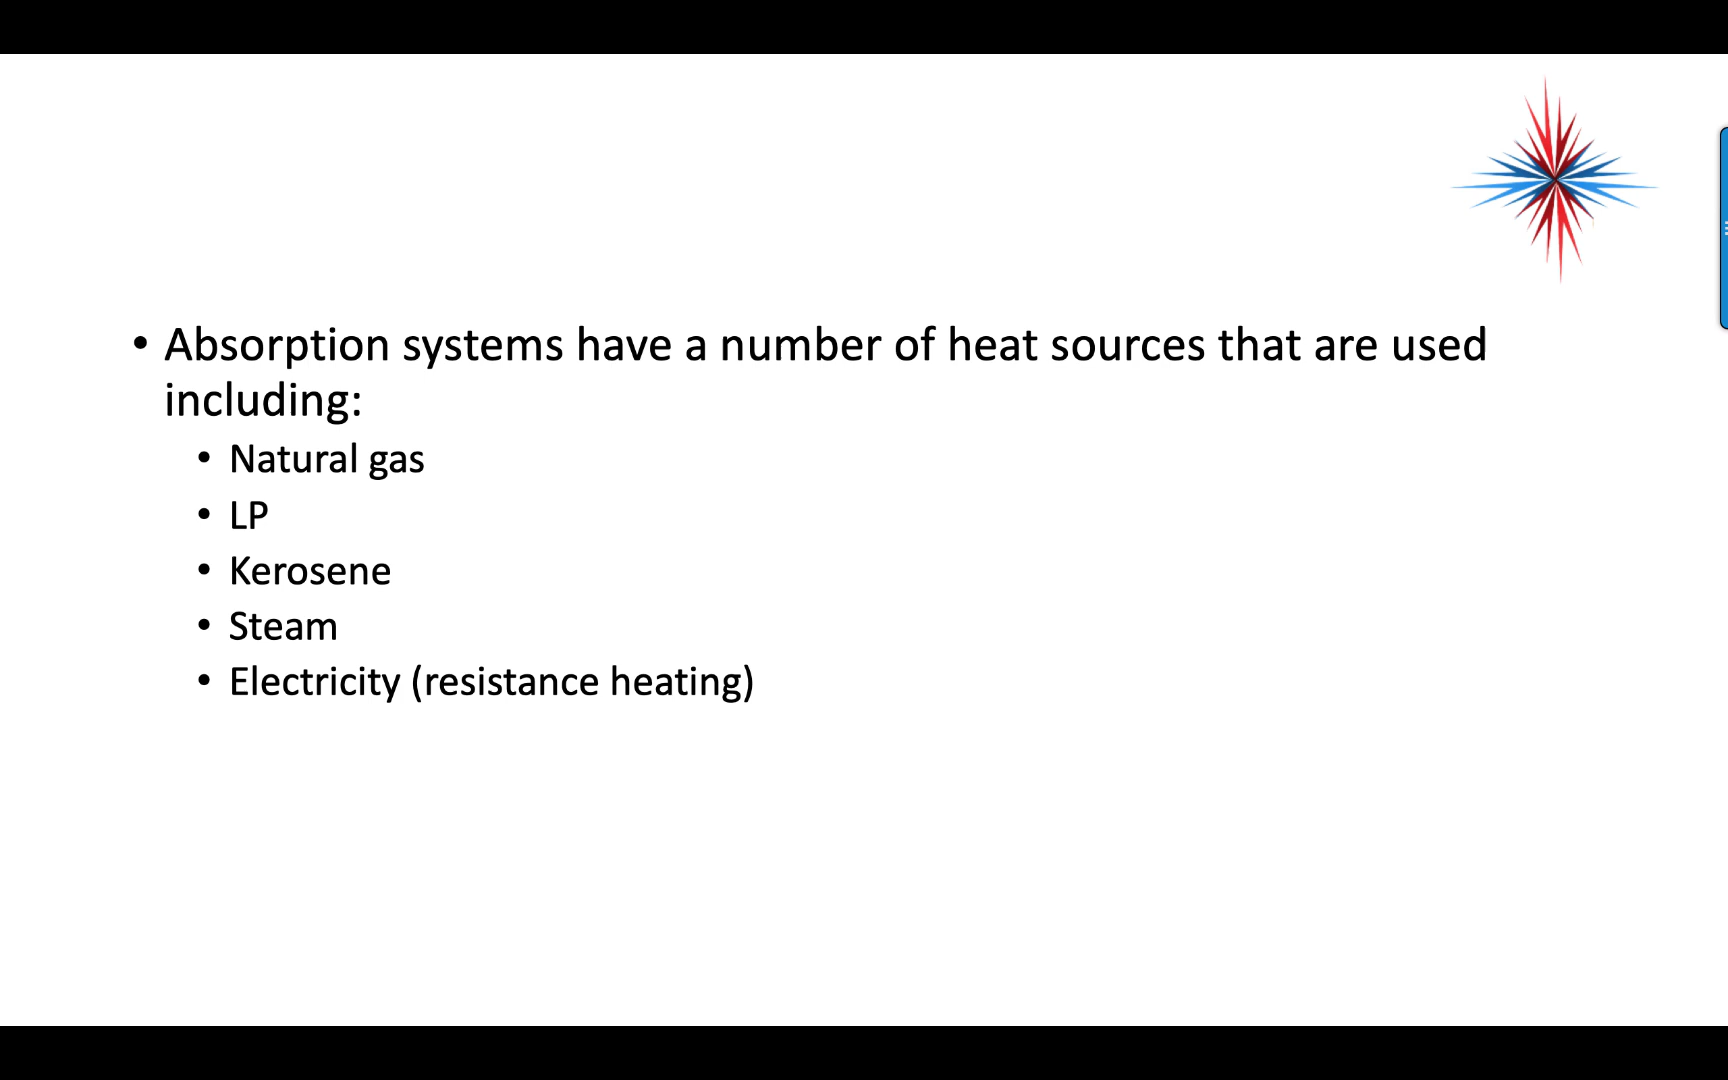 • Absorption systems have a number of heat sources that are used
including:
• Natural gas
• LP
• Kerosene
• Steam
• Electricity (resistance heating)